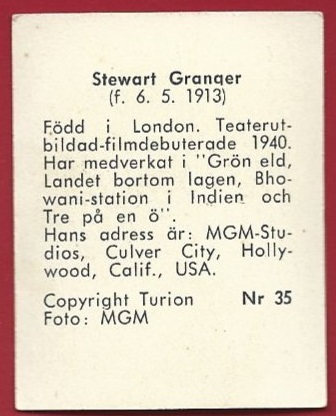 Stewart Granger
(f. 6. 5. 1913)
Född i London. Teaterut-
bildad-filmdebuterade 1940.
Har medverkat i "Grön eld,
Landet bortom lagen, Bho-
wani-station i Indien och
Tre på en ö".
Hans adress är: MGM-Stu-
dios, Culver City, Holly-
wood, Calif., USA.
Copyright Turion Nr 35
Foto: MGM